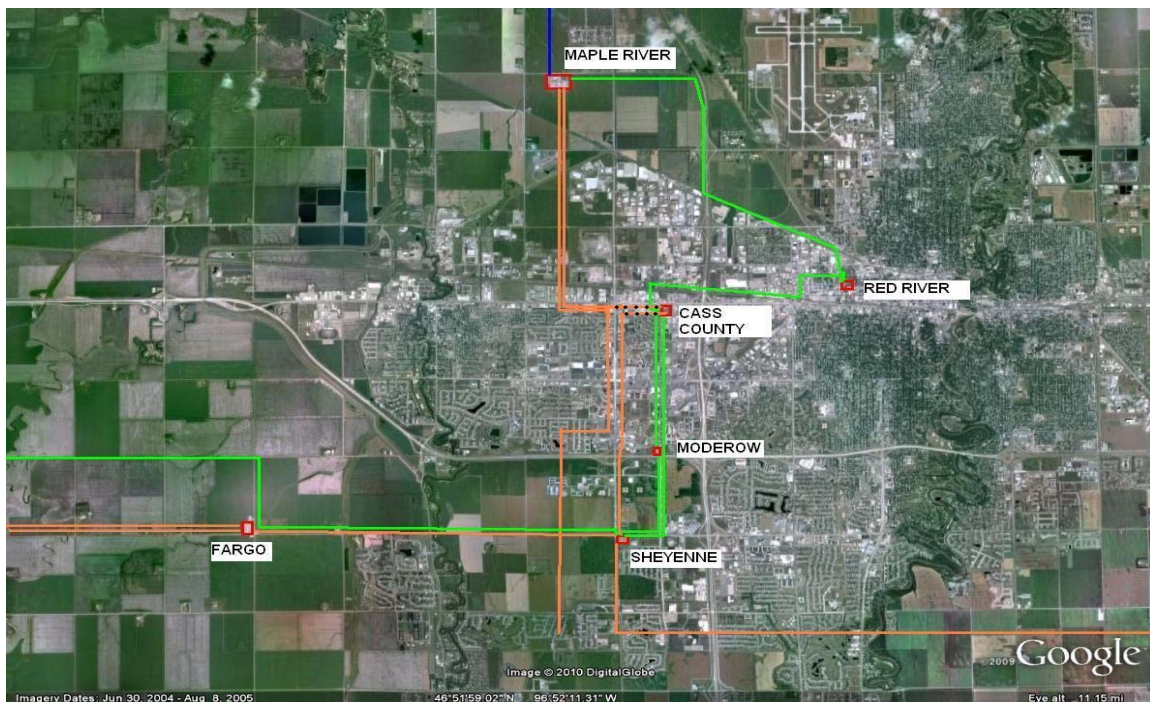 MAPLE RIVER
RED RIVER
CASS
COUNTY
MODEROW
FARGO
SHEYENNE
©2009 Google
Image © 2010 DigitalGlobe
Imagery Dates: Jun 30, 2004 - Aug 8, 2005 46°51'59.02" N 96°52'11.31" W Eye alt 11.15 mi